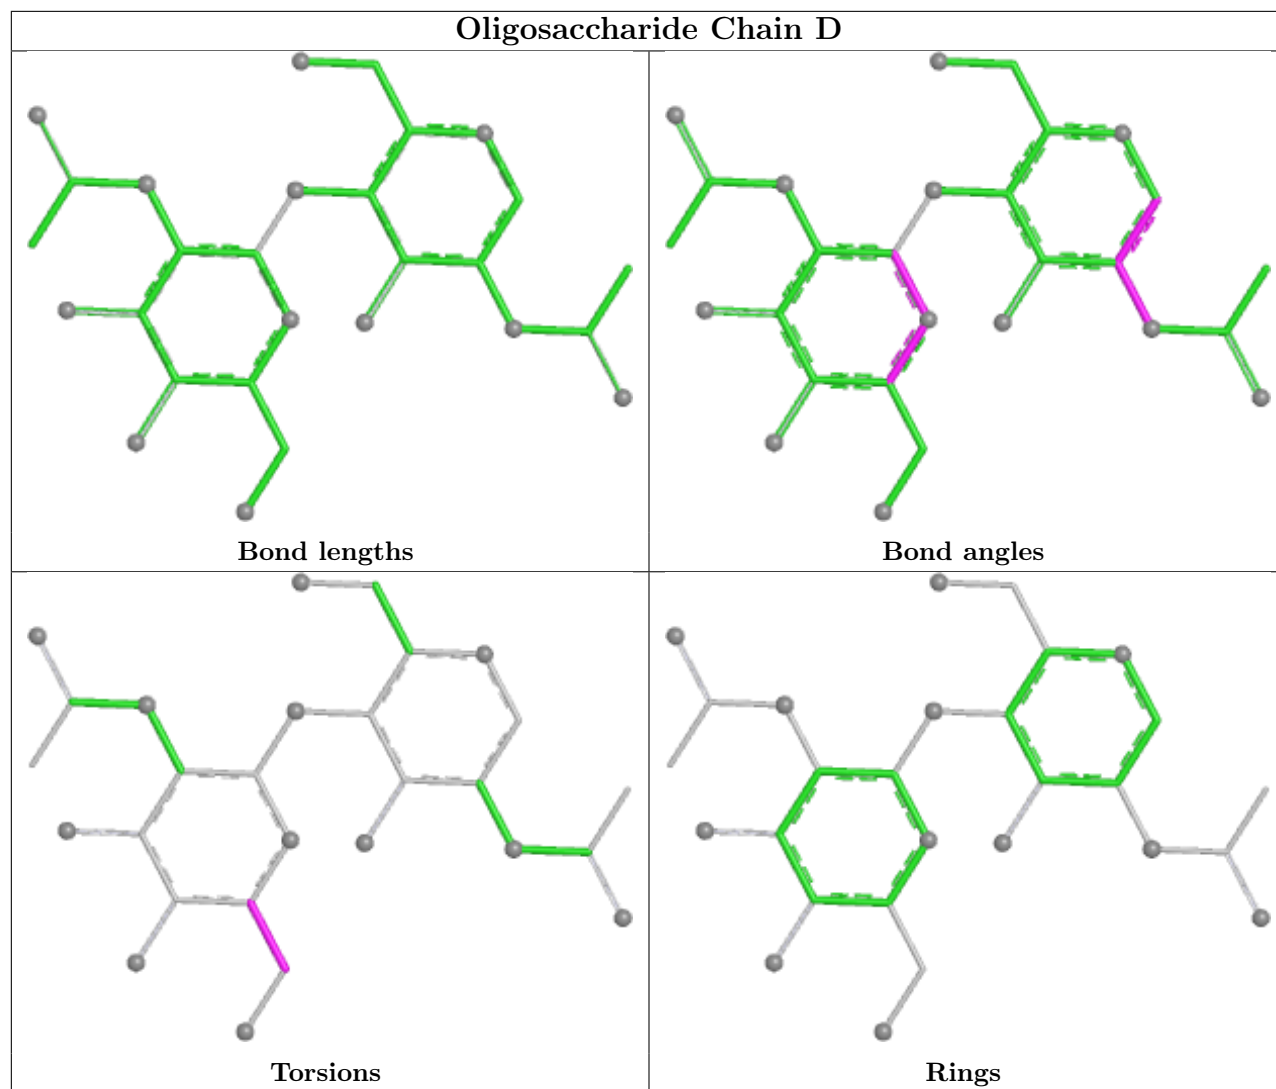 Oligosaccharide Chain D
Bond lengths
Bond angles
Torsions
Rings